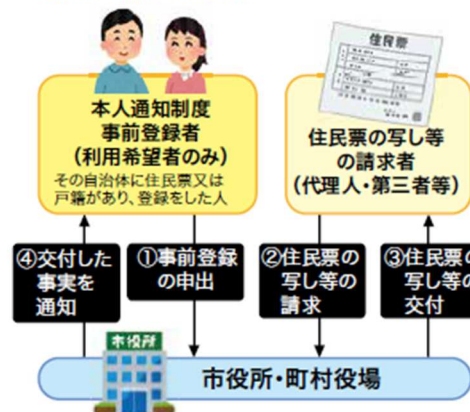 住民票
本人通知制度
事前登録者
（利用希望者のみ）
その自治体に住民票又は
戸籍があり、登録をした人
住民票の写し等
の請求者
（代理人・第三者等）
④交付した
事実を
通知
①事前登録
の申出
②住民票の
写し等の
請求
③住民票の
写し等の
交付
市役所
市役所・町村役場